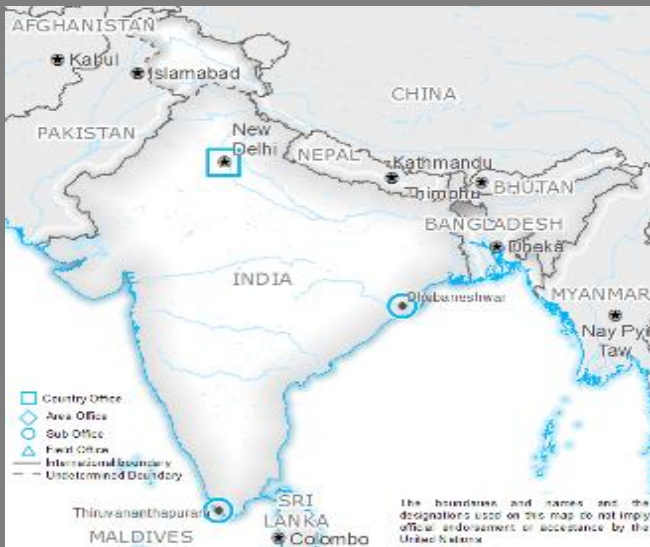 AFGHANISTAN
Kabul
Islamabad
CHINA
PAKISTAN
New
Delhi
NEPAL
Kathmandu
Thimphu
BHUTAN
BANGLADESH
Dhaka
INDIA
Bhubaneshwar
MYANMAR
Nay Pyi
Taw
Country Office
Area Office
Sub Office
Field Office
International boundary
Undetermined Boundary
Thiruvananthapuram
SRI
LANKA
Colombo
MALDIVES
The boundaries and names and the
designations used on this map do not imply
official endorsement or acceptance by the
United Nations